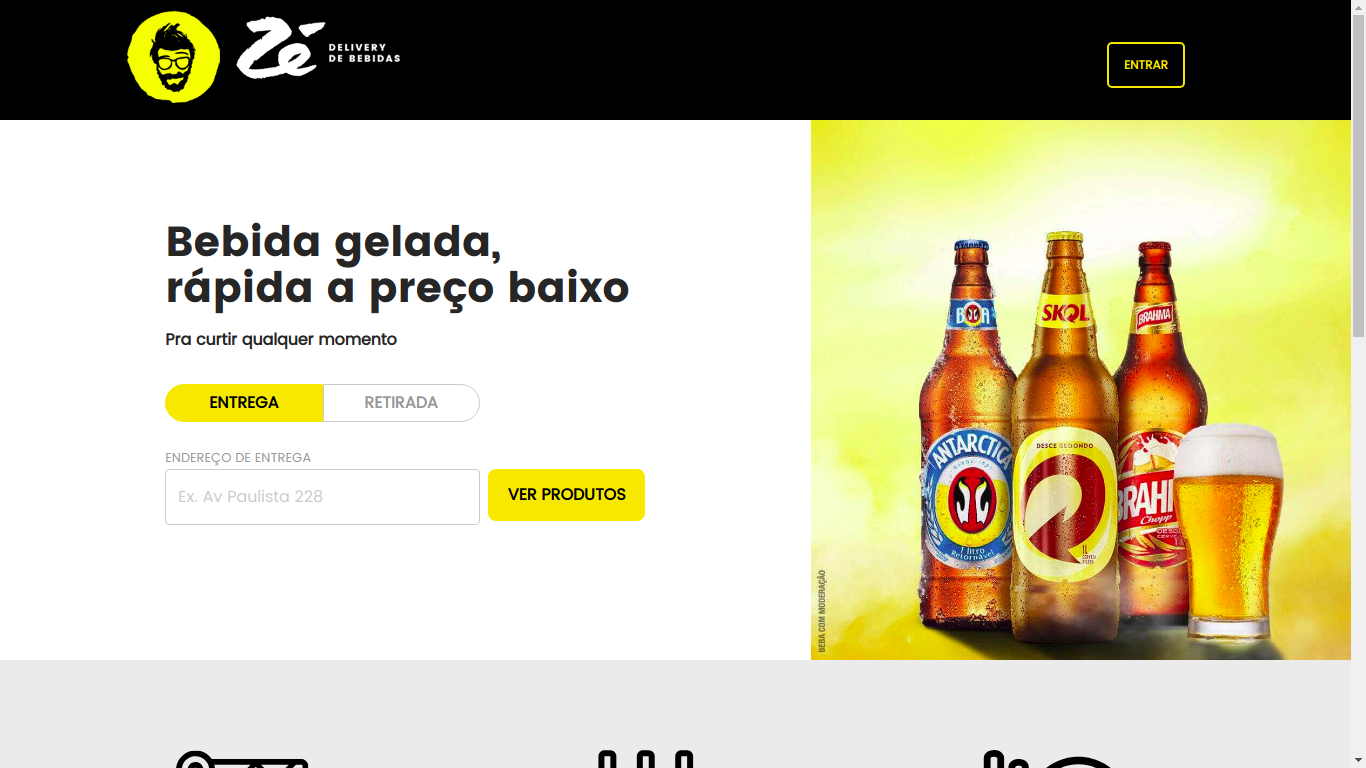 Zé
DELIVERY
DE BEBIDAS
ENTRAR
Bebida gelada,
rápida a preço baixo
Pra curtir qualquer momento
ENTREGA
RETIRADA
ENDEREÇO DE ENTREGA
Ex. Av Paulista 228
VER PRODUTOS
BOA
SKOL
BRAHMA
ANTARCTICA
DESCE REDONDO
BRAHM
Chopp
1 litro
Retornável
1L
BEBA COM MODERAÇÃO